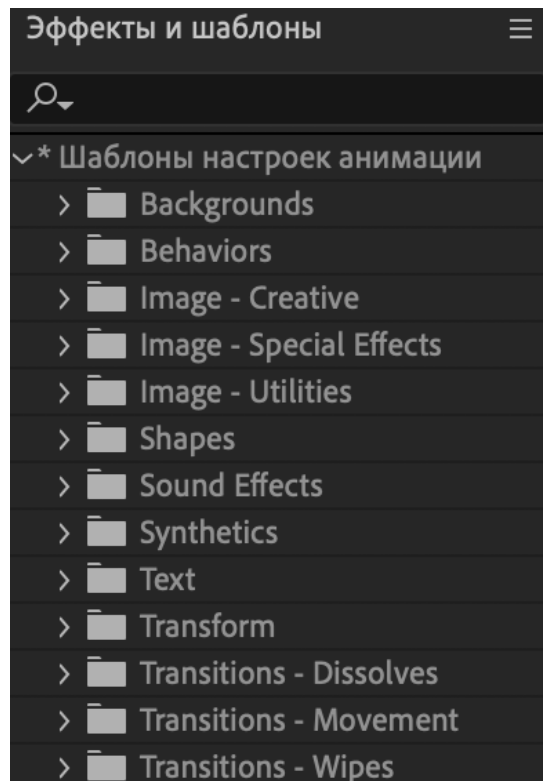 Эффекты и шаблоны
* Шаблоны настроек анимации
Backgrounds
Behaviors
Image - Creative
Image - Special Effects
Image - Utilities
Shapes
Sound Effects
Synthetics
Text
Transform
Transitions - Dissolves
Transitions - Movement
Transitions - Wipes